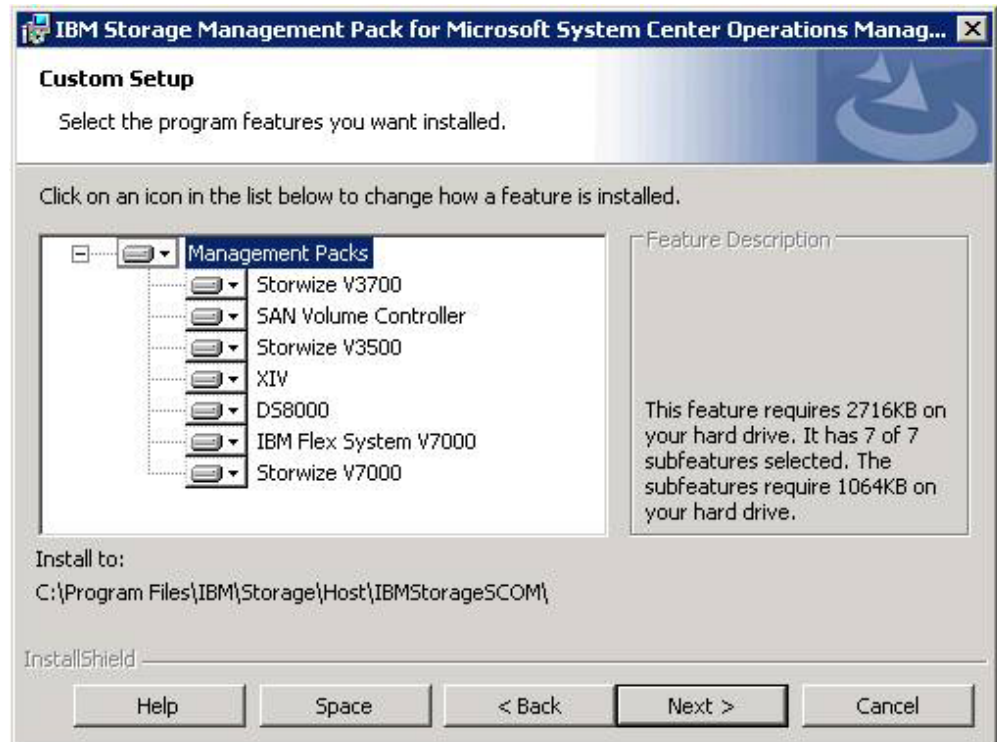 IBM Storage Management Pack for Microsoft System Center Operations Manag...
Custom Setup
Select the program features you want installed.
Click on an icon in the list below to change how a feature is installed.
Management Packs
Storwize V3700
SAN Volume Controller
Storwize V3500
XIV
DS8000
IBM Flex System V7000
Storwize V7000
Feature Description
This feature requires 2716KB on
your hard drive. It has 7 of 7
subfeatures selected. The
subfeatures require 1064KB on
your hard drive.
Install to:
C:\Program Files\IBM\Storage\Host\IBMStorageSCOM\
InstallShield
Help
Space
< Back
Next >
Cancel